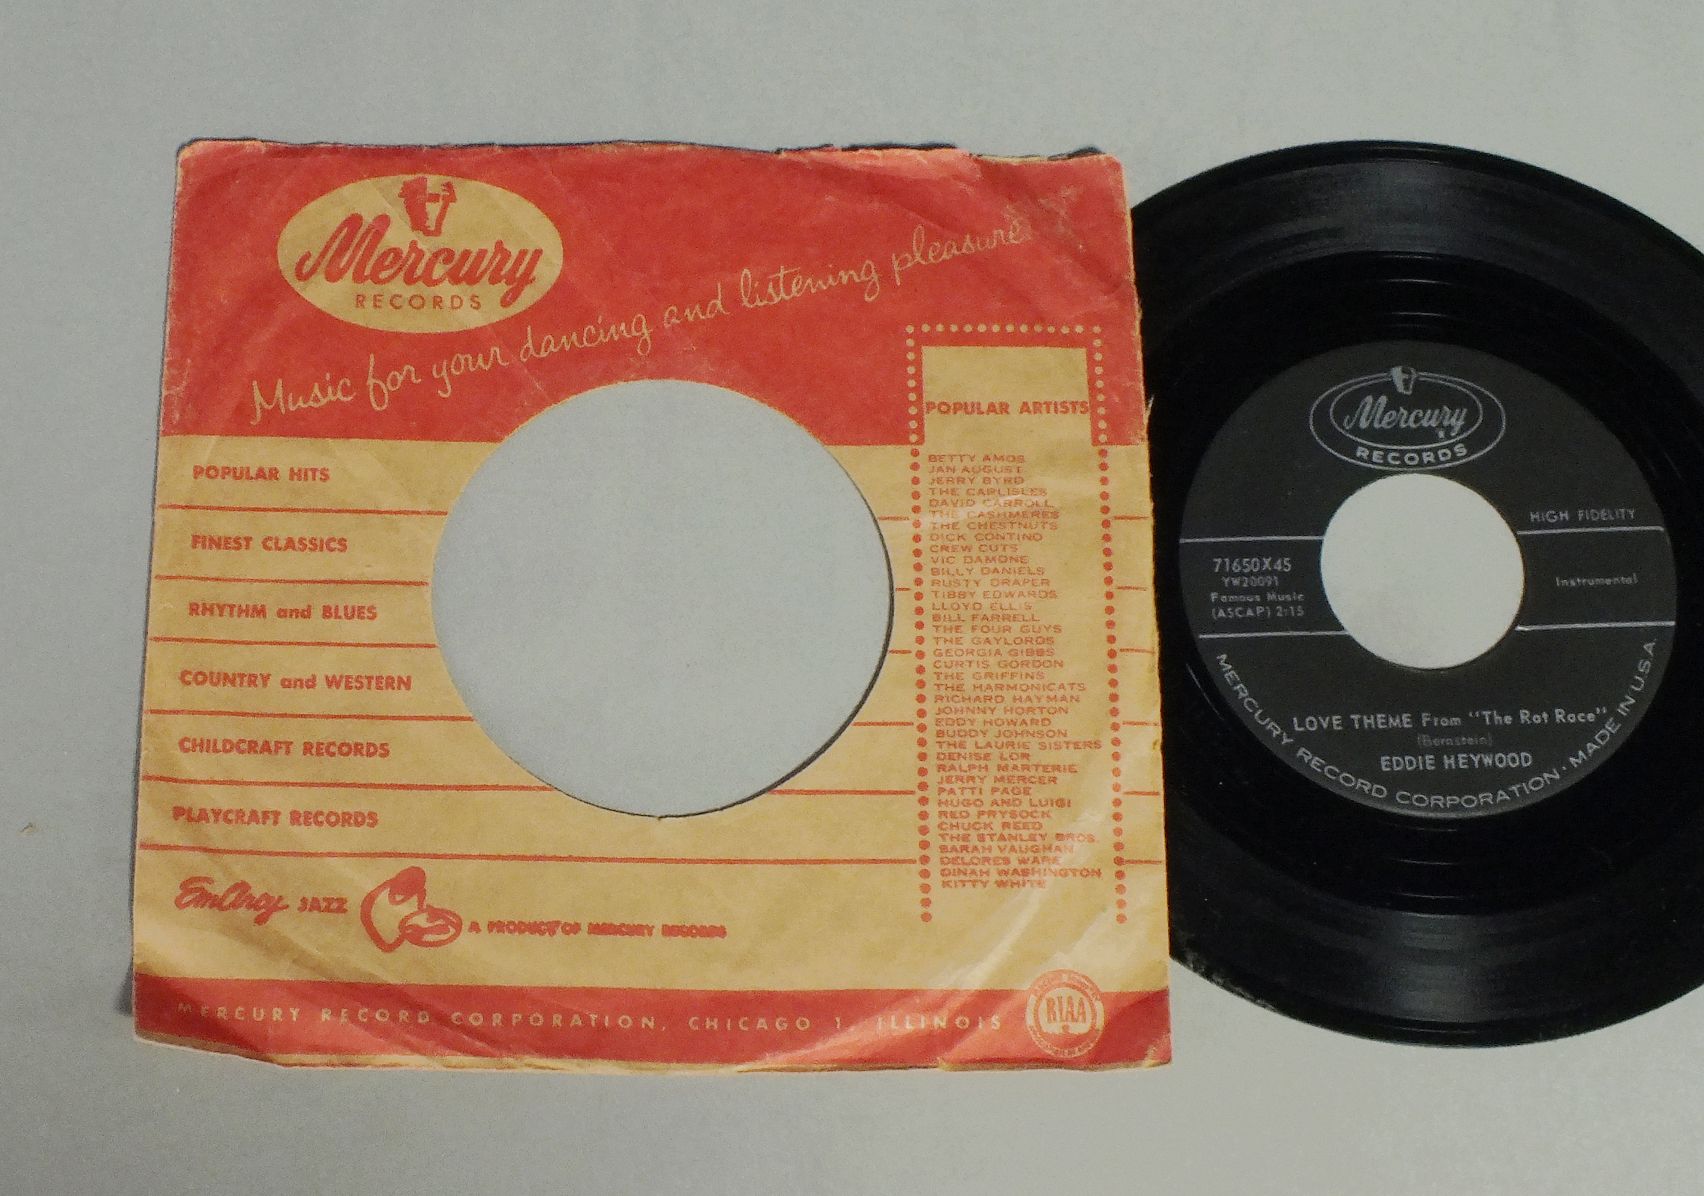 Mercury
RECORDS
Music for your dancing and listening pleasure
POPULAR HITS
FINEST CLASSICS
RHYTHM and BLUES
COUNTRY and WESTERN
CHILDCRAFT RECORDS
PLAYCRAFT RECORDS
EmArcy JAZZ
A PRODUCT OF MERCURY RECORDS
POPULAR ARTISTS
BETTY AMOS
JAN AUGUST
JERRY BYRD
THE CARLISLES
DAVID CARROLL
THE CASHMERES
THE CHESTNUTS
DICK CONTINO
CREW CUTS
VIC DAMONE
BILLY DANIELS
RUSTY DRAPER
TIBBY EDWARDS
LLOYD ELLIS
BILL FARRELL
THE FOUR GUYS
THE GAYLORDS
GEORGIA GIBBS
CURTIS GORDON
THE GRIFFINS
THE HARMONICATS
RICHARD HAYMAN
JOHNNY HORTON
EDDY HOWARD
BUDDY JOHNSON
THE LAURIE SISTERS
DENISE LOR
RALPH MARTERIE
JERRY MERCER
PATTI PAGE
HUGO AND LUIGI
RED PRYSOCK
CHUCK REED
THE STANLEY BROS.
SARAH VAUGHAN
DELORES WARE
DINAH WASHINGTON
KITTY WHITE
MERCURY RECORD CORPORATION, CHICAGO 1, ILLINOIS
RIAA
Mercury
RECORDS
HIGH FIDELITY
71650X45
YW20091
Famous Music
(ASCAP) 2:15
Instrumental
LOVE THEME From "The Rat Race"
(Bernstein)
EDDIE HEYWOOD
MERCURY RECORD CORPORATION · MADE IN U.S.A.